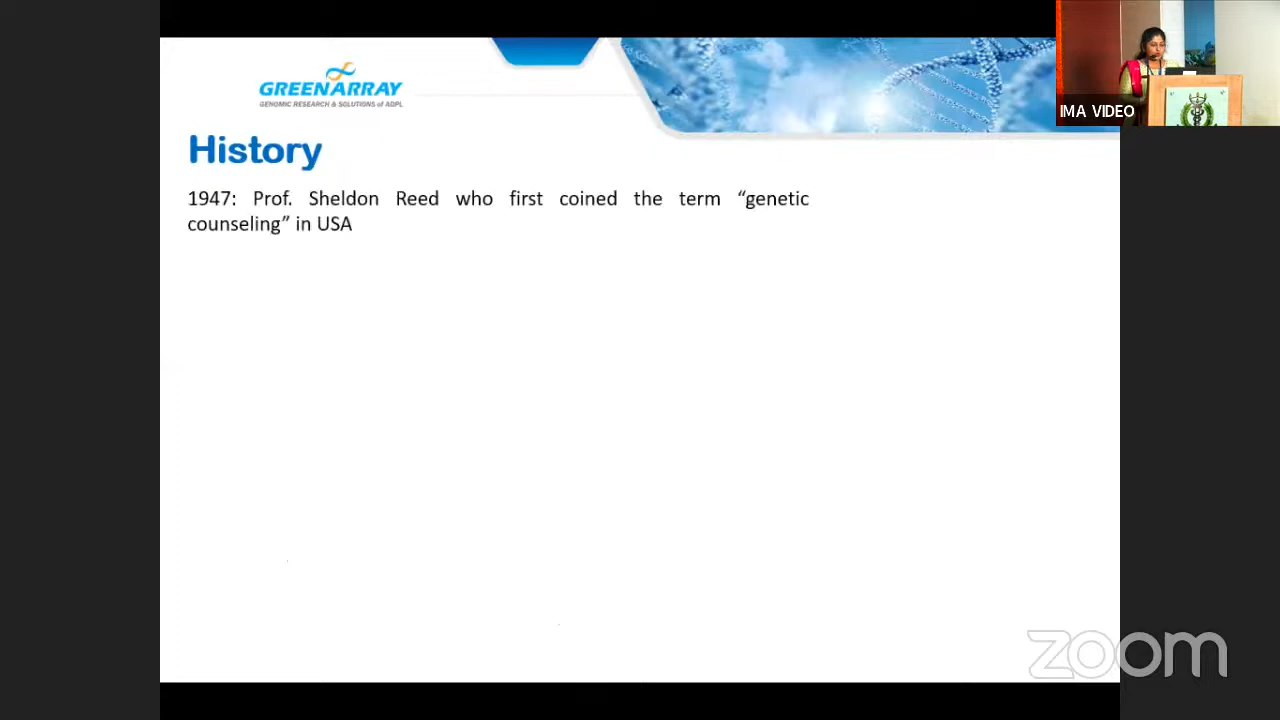 GREENARRAY
GENOMIC RESEARCH & SOLUTIONS of ADPL
IMA VIDEO
History
1947: Prof. Sheldon Reed who first coined the term “genetic
counseling” in USA
zoom